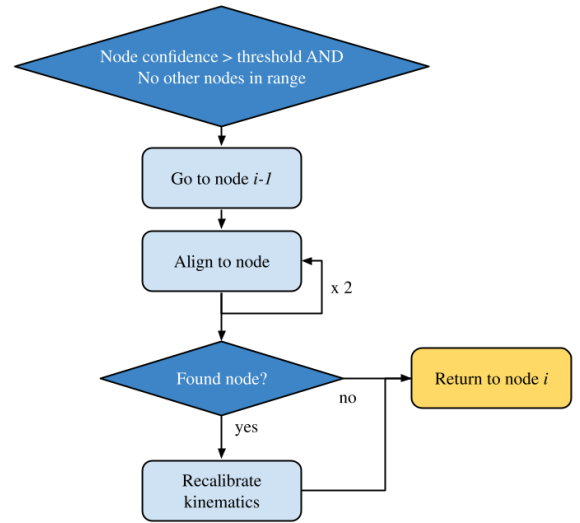 Node confidence > threshold AND
No other nodes in range
Go to node i-1
Align to node
x 2
Found node?
no
Return to node i
yes
Recalibrate
kinematics